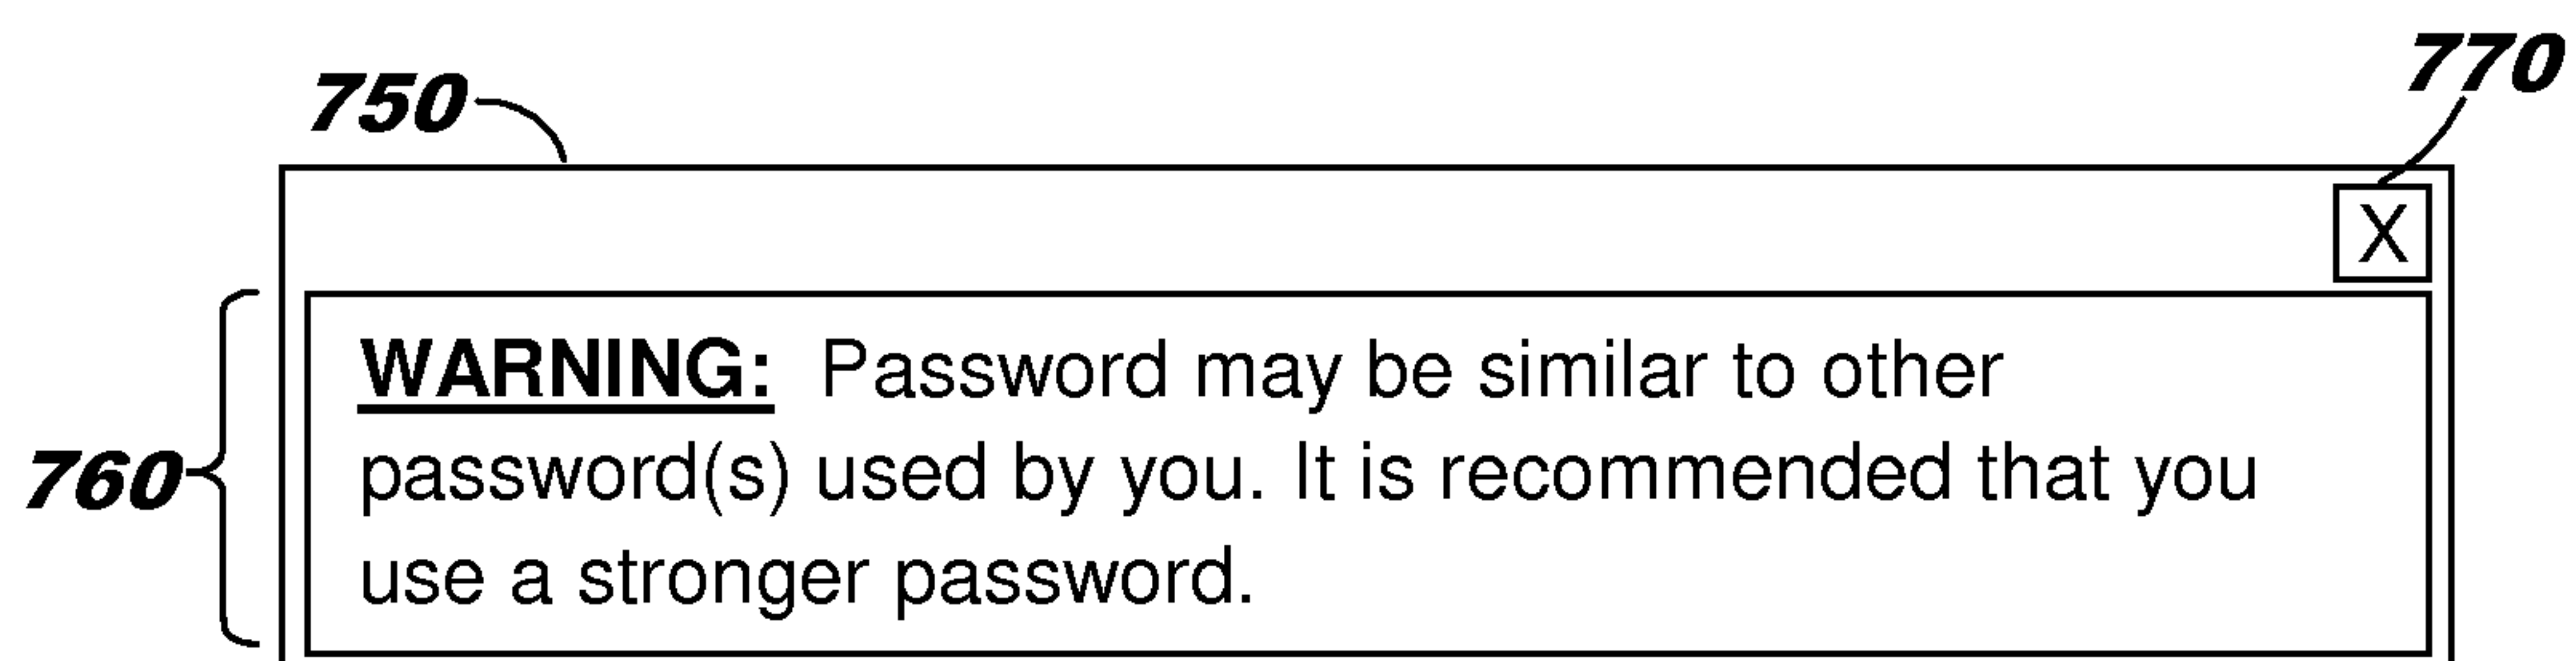 750
770
X
WARNING: Password may be similar to other
password(s) used by you. It is recommended that you
760
use a stronger password.